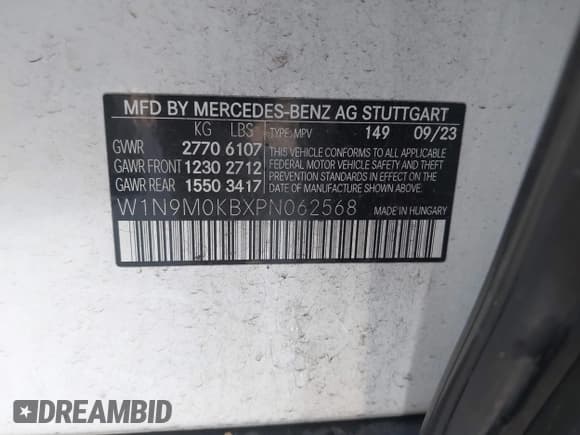 MFD BY MERCEDES-BENZ AG STUTTGART
KG LBS TYPE: MPV 149 09/23
GVWR 2770 6107
GAWR FRONT 1230 2712
GAWR REAR 1550 3417
THIS VEHICLE CONFORMS TO ALL APPLICABLE
FEDERAL MOTOR VEHICLE SAFETY AND THEFT
PREVENTION STANDARDS IN EFFECT ON THE
DATE OF MANUFACTURE SHOWN ABOVE.
W1N9M0KBXPN062568 MADE IN HUNGARY
DREAMBID